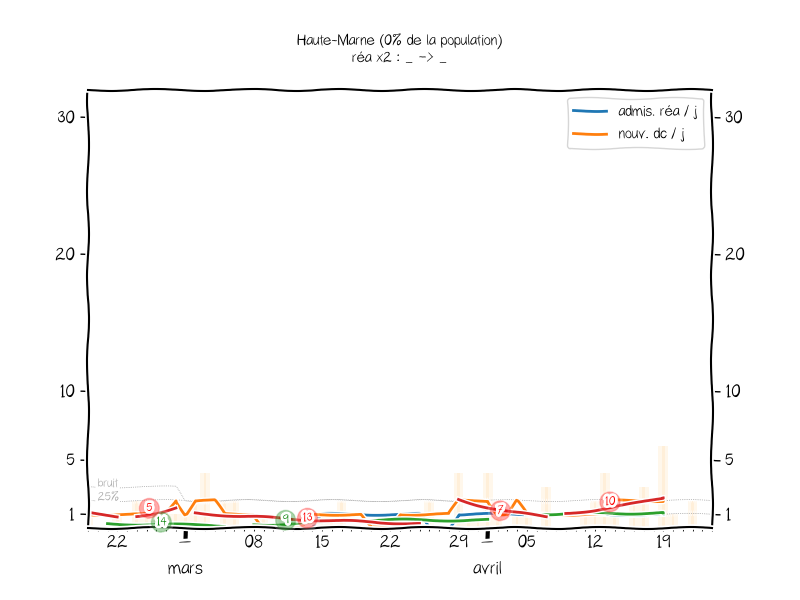 Haute-Marne (0% de la population)
réa x2 : _ -> _
admis. réa / j
nouv. dc / j
30 30
20 20
10 10
5 5
1 1
bruit
25%
5 14 9 13 7 10
22 08 15 22 29 05 12 19
mars avril